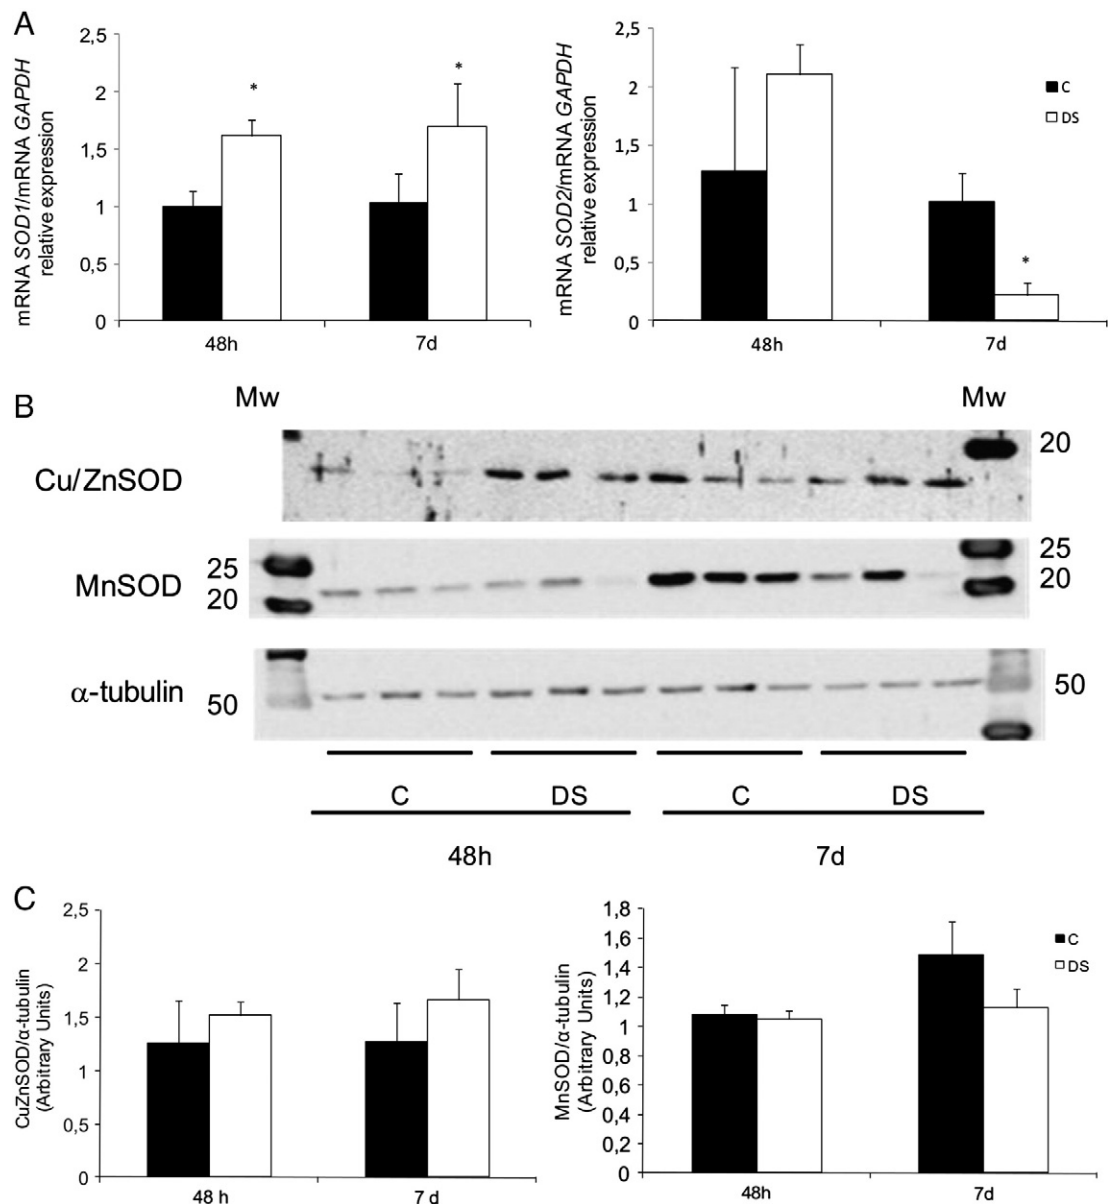 A
mRNA SOD1/mRNA GAPDH
relative expression
2,5
2
1,5
1
0,5
0
*
*
48h
7d
mRNA SOD2/mRNA GAPDH
relative expression
2,5
2
1,5
1
0,5
0
*
48h
7d
C
DS
B
Mw
Mw
Cu/ZnSOD
20
MnSOD
25
20
25
20
α-tubulin
50
50
C
DS
C
DS
48h
7d
C
CuZnSOD/α-tubulin
(Arbitrary Units)
2,5
2
1,5
1
0,5
0
48 h
7 d
MnSOD/α-tubulin
(Arbitrary Units)
1,8
1,6
1,4
1,2
1
0,8
0,6
0,4
0,2
0
48h
7d
C
DS